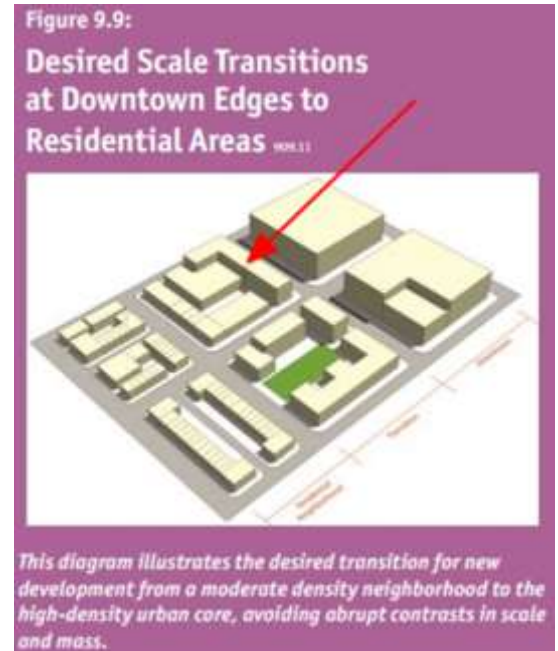 Figure 9.9:
Desired Scale Transitions
at Downtown Edges to
Residential Areas
Transition
This diagram illustrates the desired transition for new
development from a moderate density neighborhood to the
high-density urban core, avoiding abrupt contrasts in scale
and mass.